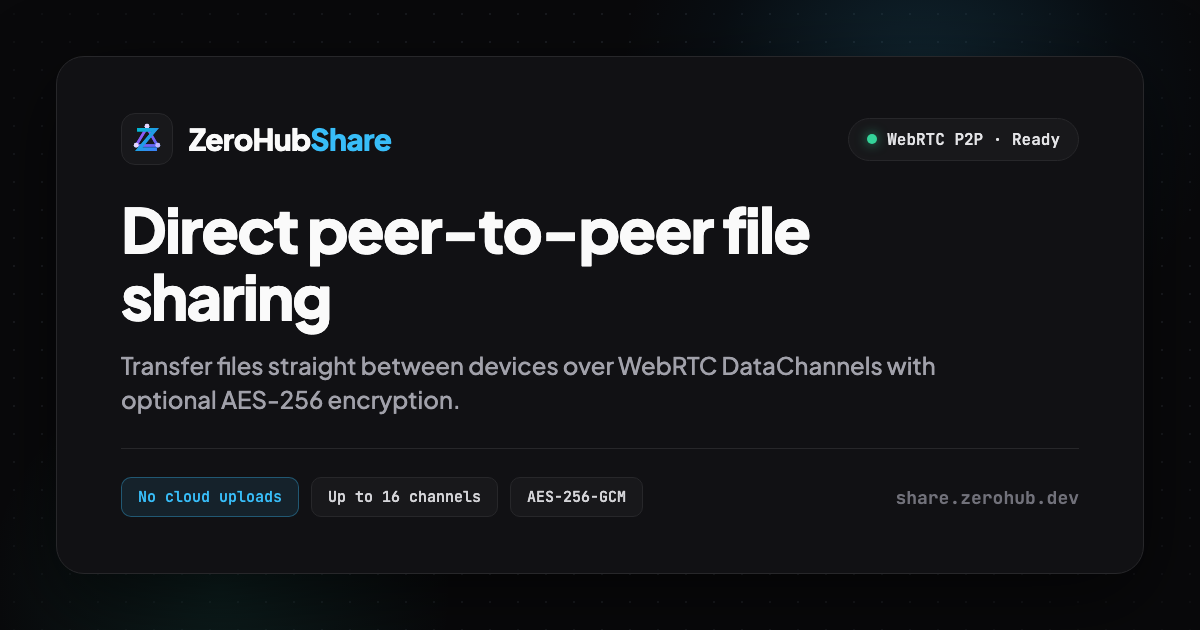 ZeroHubShare
WebRTC P2P · Ready
Direct peer-to-peer file
sharing
Transfer files straight between devices over WebRTC DataChannels with
optional AES-256 encryption.
No cloud uploads
Up to 16 channels
AES-256-GCM
share.zerohub.dev